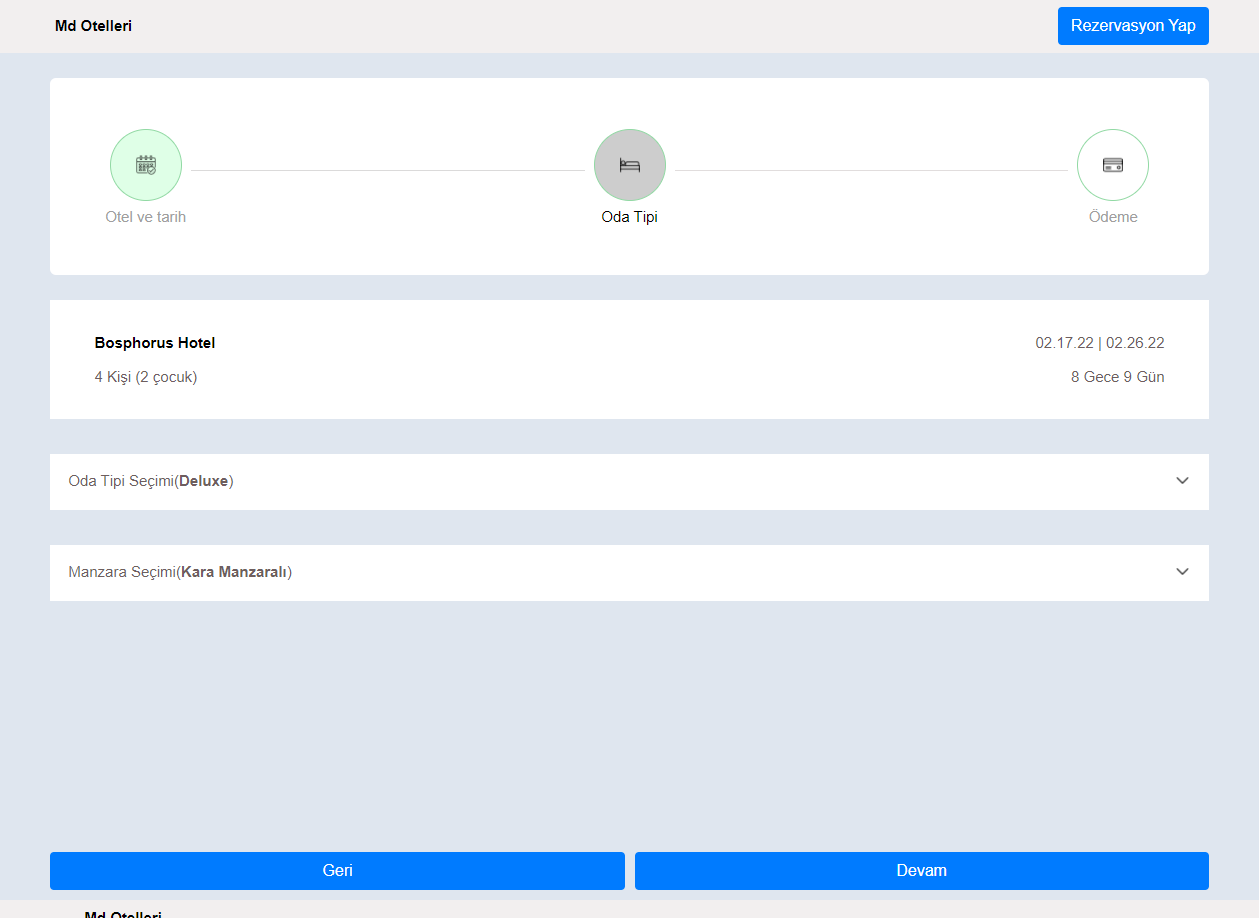 Md Otelleri
Rezervasyon Yap
Otel ve tarih
Oda Tipi
Ödeme
Bosphorus Hotel
02.17.22 | 02.26.22
4 Kişi (2 çocuk)
8 Gece 9 Gün
Oda Tipi Seçimi(Deluxe)
Manzara Seçimi(Kara Manzaralı)
Geri
Devam
Md Otelleri